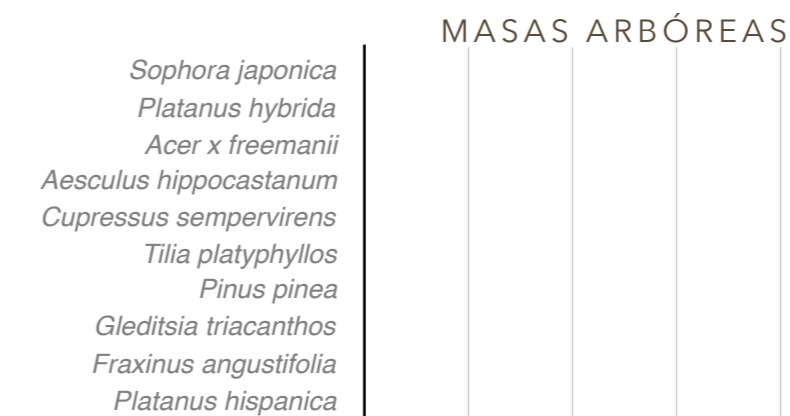 MASAS ARBÓREAS
Sophora japonica
Platanus hybrida
Acer x freemanii
Aesculus hippocastanum
Cupressus sempervirens
Tilia platyphyllos
Pinus pinea
Gleditsia triacanthos
Fraxinus angustifolia
Platanus hispanica